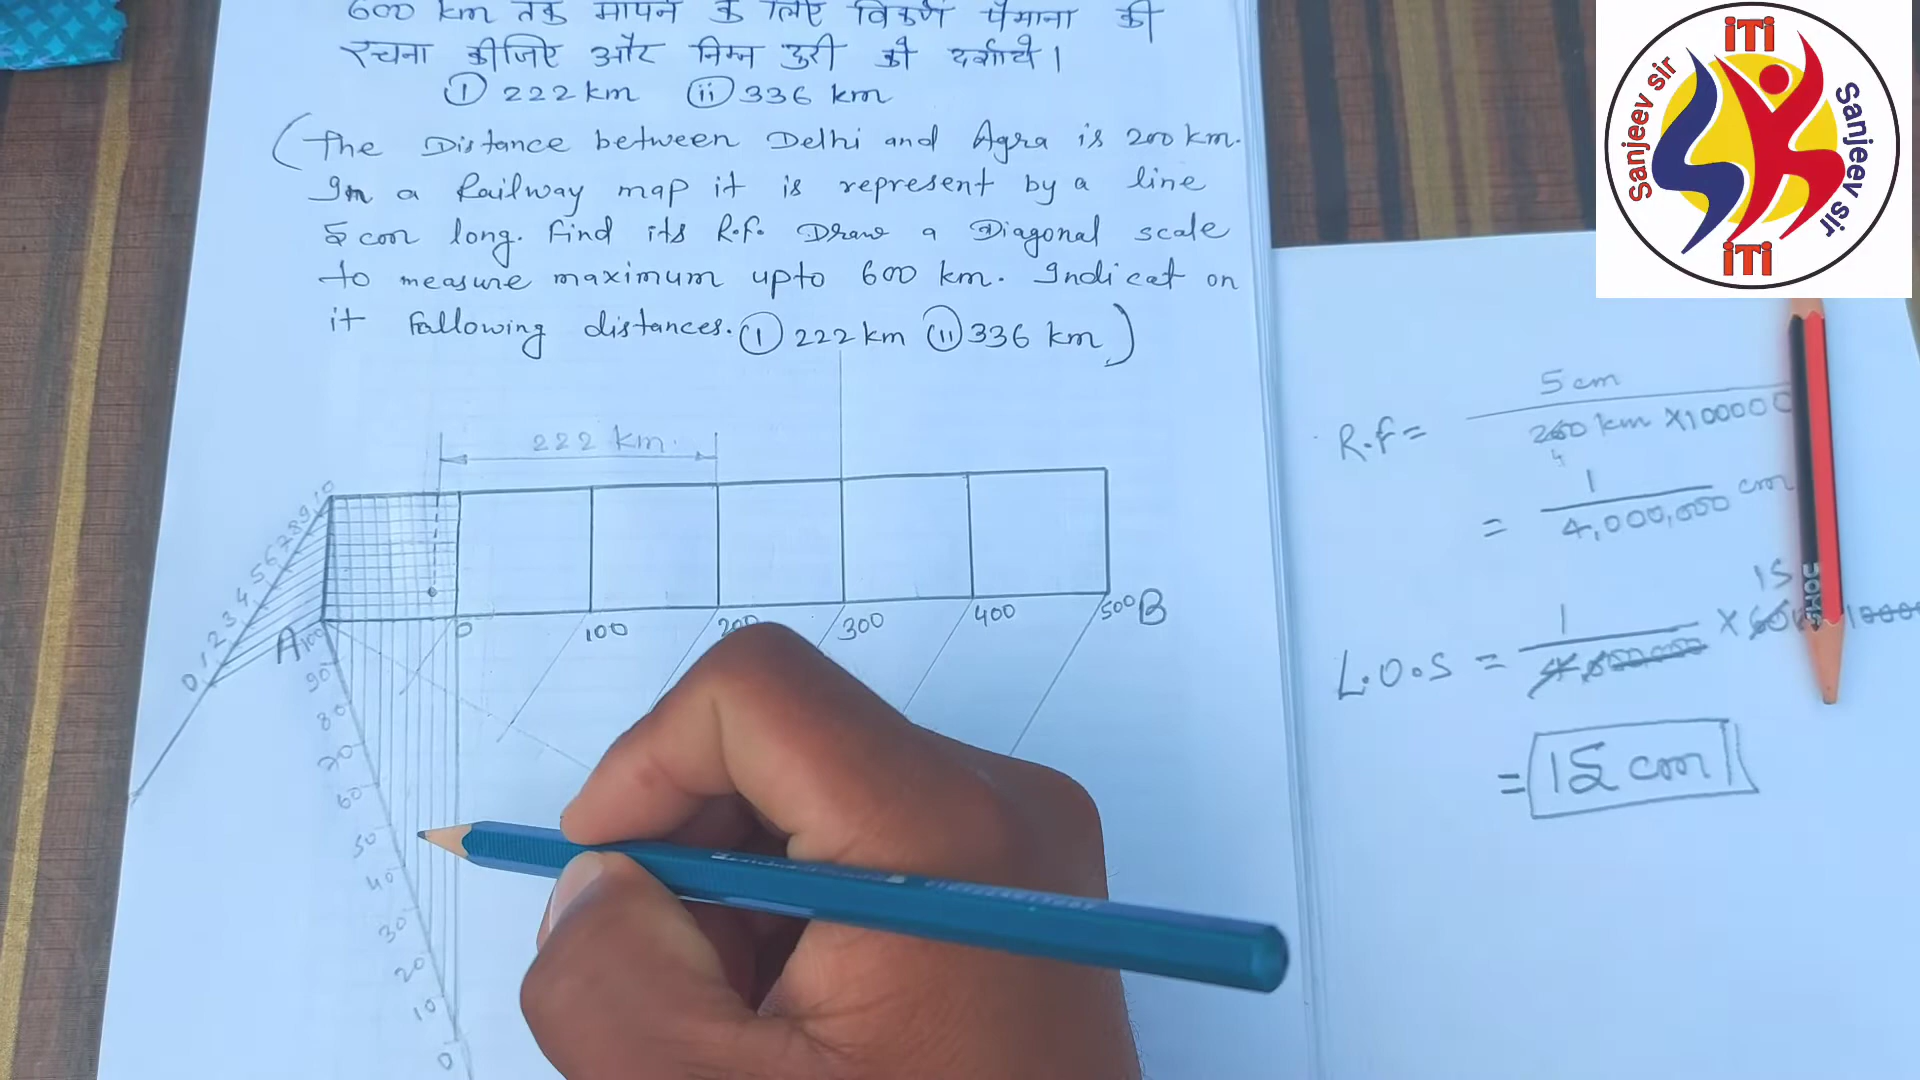 600 km तक मापने के लिए विकर्ण पैमाना की
रचना कीजिए और निम्न दुरी को दर्शाये।
(i) 222 km (ii) 336 km
(The Distance between Delhi and Agra is 200 km.
In a Railway map it is represent by a line
5 cm long. Find its R.f. Draw a Diagonal scale
to measure maximum upto 600 km. Indicat on
it following distances. (i) 222 km (ii) 336 km)
222 km.
10
9
8
7
6
5
4
3
2
1
0
A 100 0 100 200 300 400 500 B
90
80
70
60
50
40
30
20
10
0
5 cm
R.F = 200 km × 100000
4
1
= 4,000,000 cm
15
1
L.O.S = ×
= 15 cm
iTi
Sanjeev sir
Sanjeev sir
iTi